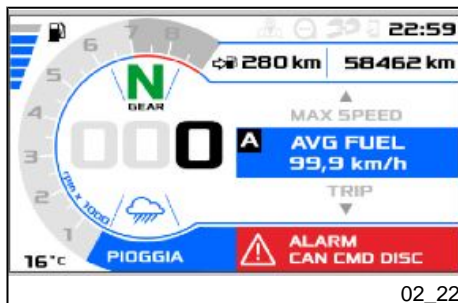 22:59
280 km 58462 km
8
7
6
5
4
3
2
1
rpm x 1000
N
GEAR
000
MAX SPEED
A AVG FUEL
99,9 km/h
TRIP
16°C
PIOGGIA
ALARM
CAN CMD DISC
02_22